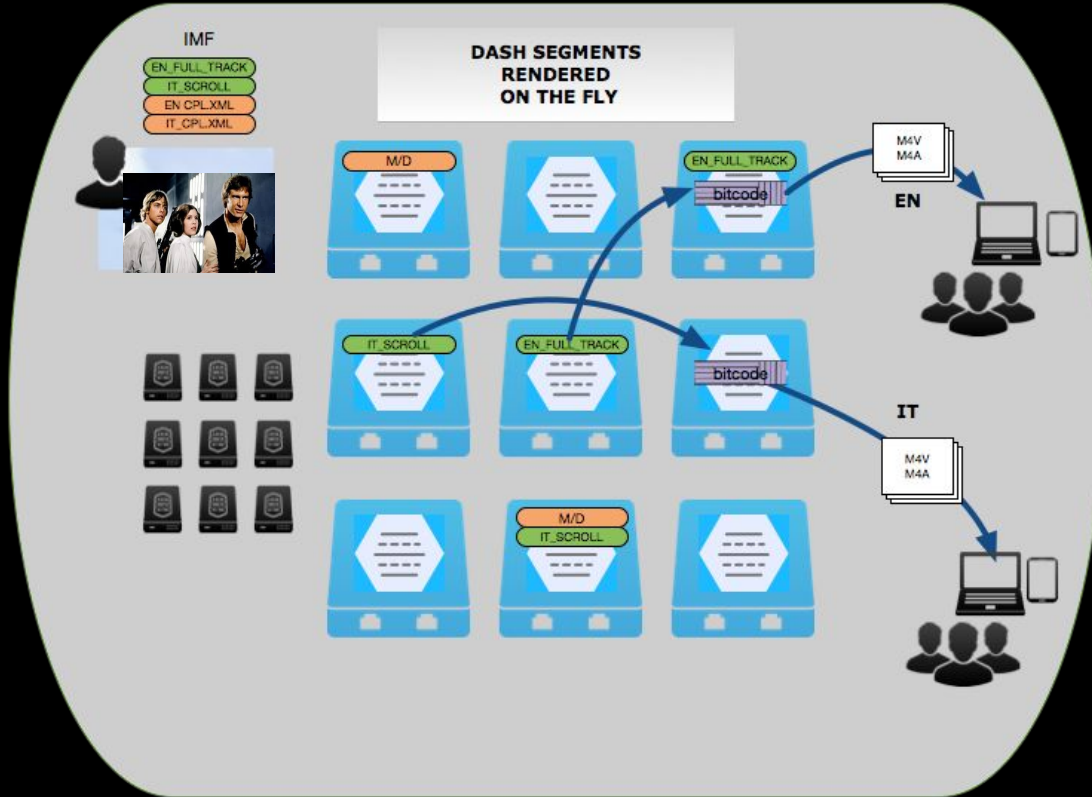 IMF
EN_FULL_TRACK
IT_SCROLL
EN CPL.XML
IT_CPL.XML
DASH SEGMENTS
RENDERED
ON THE FLY
M/D
EN_FULL_TRACK
bitcode
M4V
M4A
EN
IT_SCROLL
EN_FULL_TRACK
bitcode
IT
M4V
M4A
M/D
IT_SCROLL